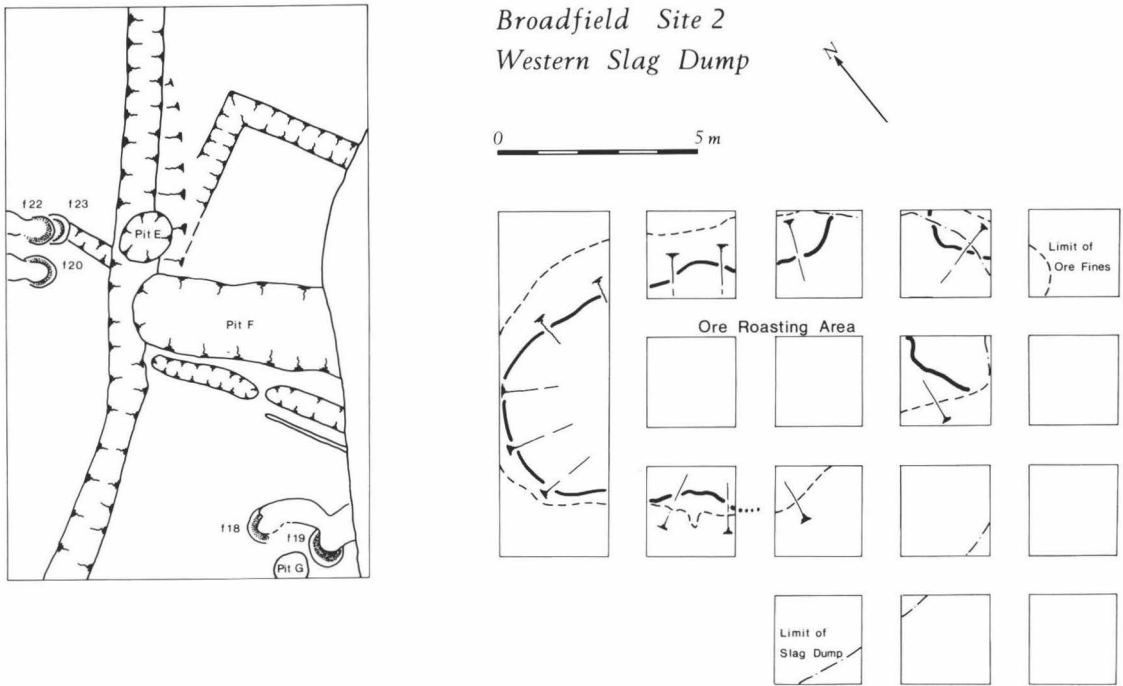 Broadfield Site 2
Western Slag Dump
N
0 5 m
f22
f23
Pit E
f20
Pit F
f18
f19
Pit G
Limit of
Ore Fines
Ore Roasting Area
Limit of
Slag Dump